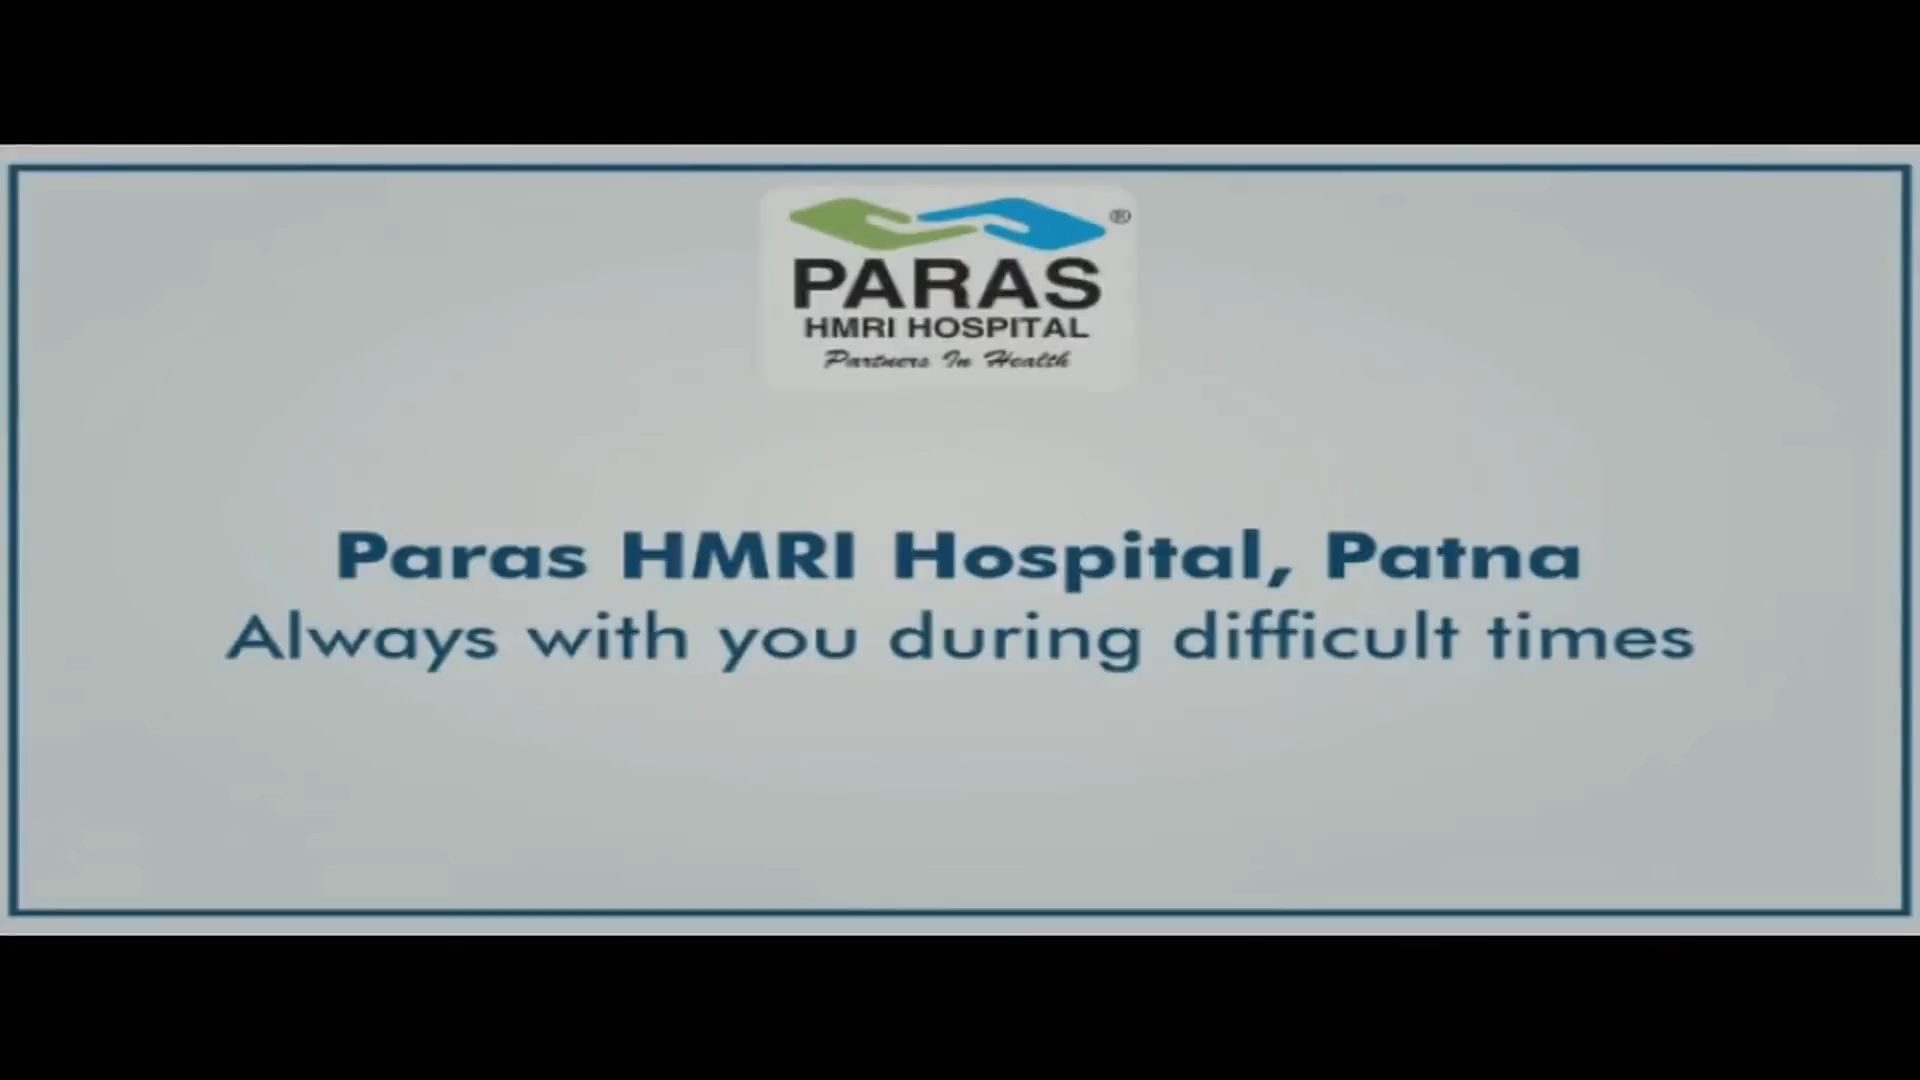 ®
PARAS
HMRI HOSPITAL
Partners In Health
Paras HMRI Hospital, Patna
Always with you during difficult times